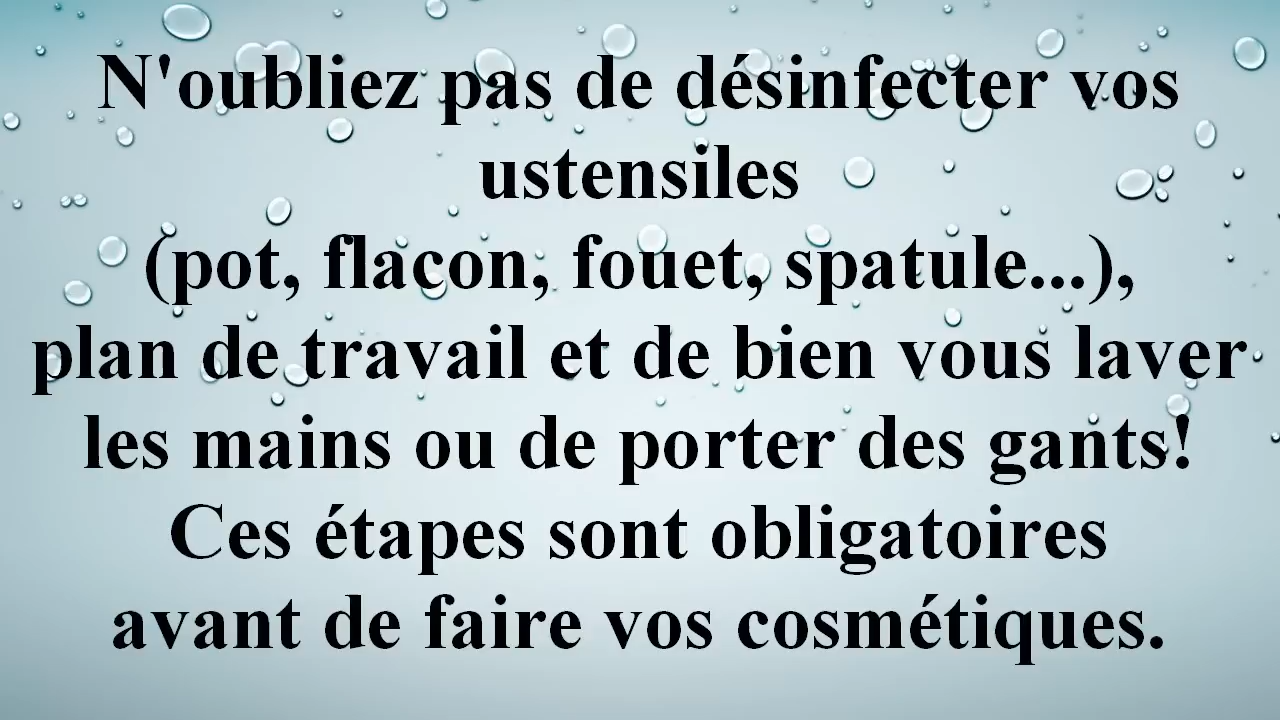 N'oubliez pas de désinfecter vos
ustensiles
(pot, flacon, fouet, spatule...),
plan de travail et de bien vous laver
les mains ou de porter des gants!
Ces étapes sont obligatoires
avant de faire vos cosmétiques.